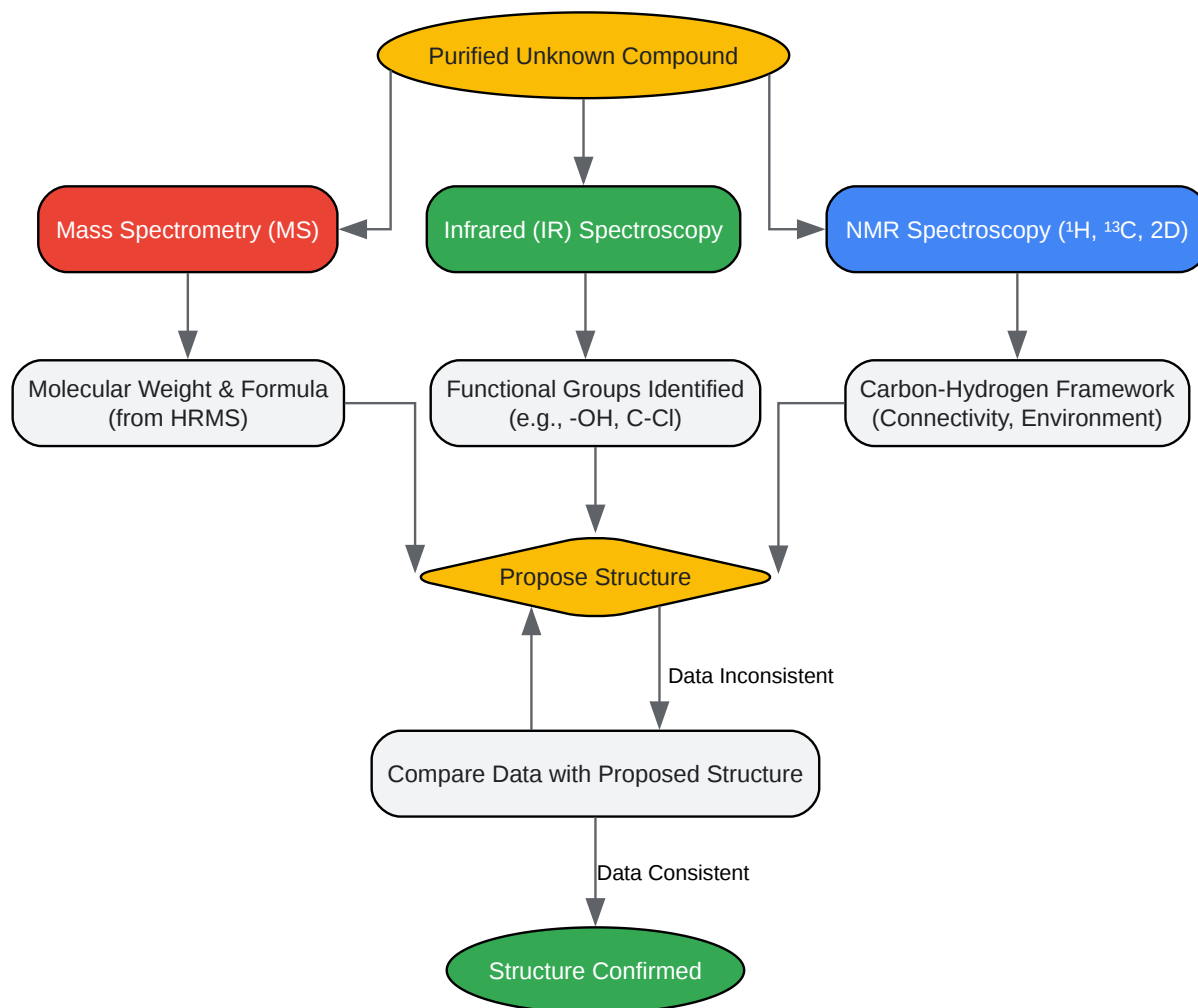 Purified Unknown Compound
Mass Spectrometry (MS)
Infrared (IR) Spectroscopy
NMR Spectroscopy (¹H, ¹³C, 2D)
Molecular Weight & Formula
(from HRMS)
Functional Groups Identified
(e.g., -OH, C-Cl)
Carbon-Hydrogen Framework
(Connectivity, Environment)
Propose Structure
Data Inconsistent
Compare Data with Proposed Structure
Data Consistent
Structure Confirmed